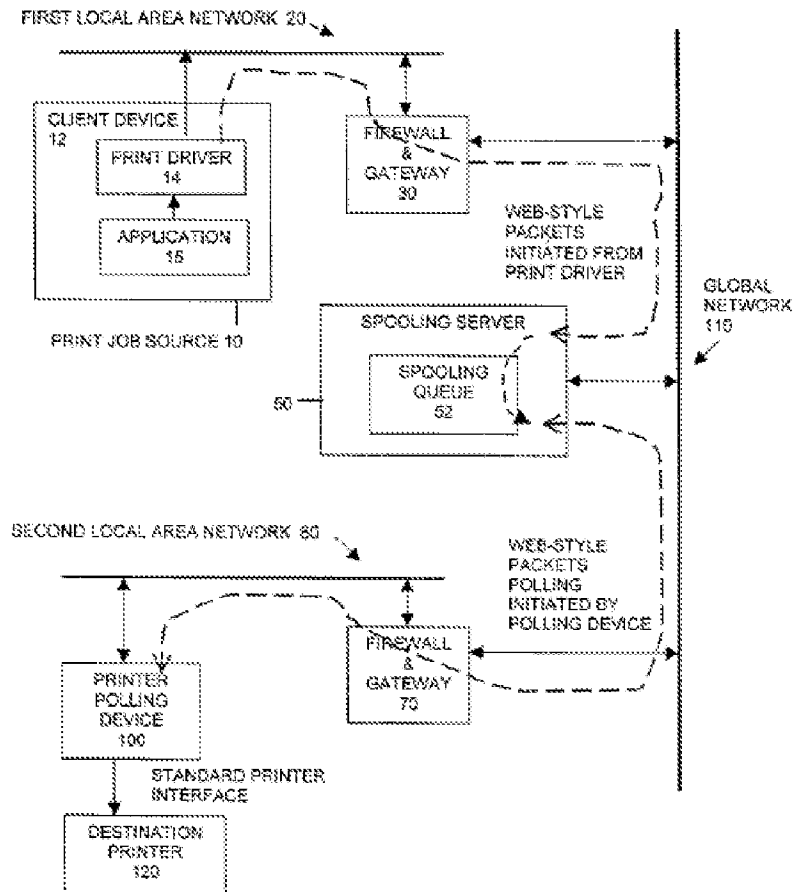 FIRST LOCAL AREA NETWORK 20
CLIENT DEVICE
12
PRINT DRIVER
14
APPLICATION
15
PRINT JOB SOURCE 10
FIREWALL
&
GATEWAY
30
WEB-STYLE
PACKETS
INITIATED FROM
PRINT DRIVER
GLOBAL
NETWORK
110
SPOOLING SERVER
SPOOLING
QUEUE
52
50
SECOND LOCAL AREA NETWORK 80
WEB-STYLE
PACKETS
POLLING
INITIATED BY
POLLING DEVICE
FIREWALL
&
GATEWAY
70
PRINTER
POLLING
DEVICE
100
STANDARD PRINTER
INTERFACE
DESTINATION
PRINTER
120